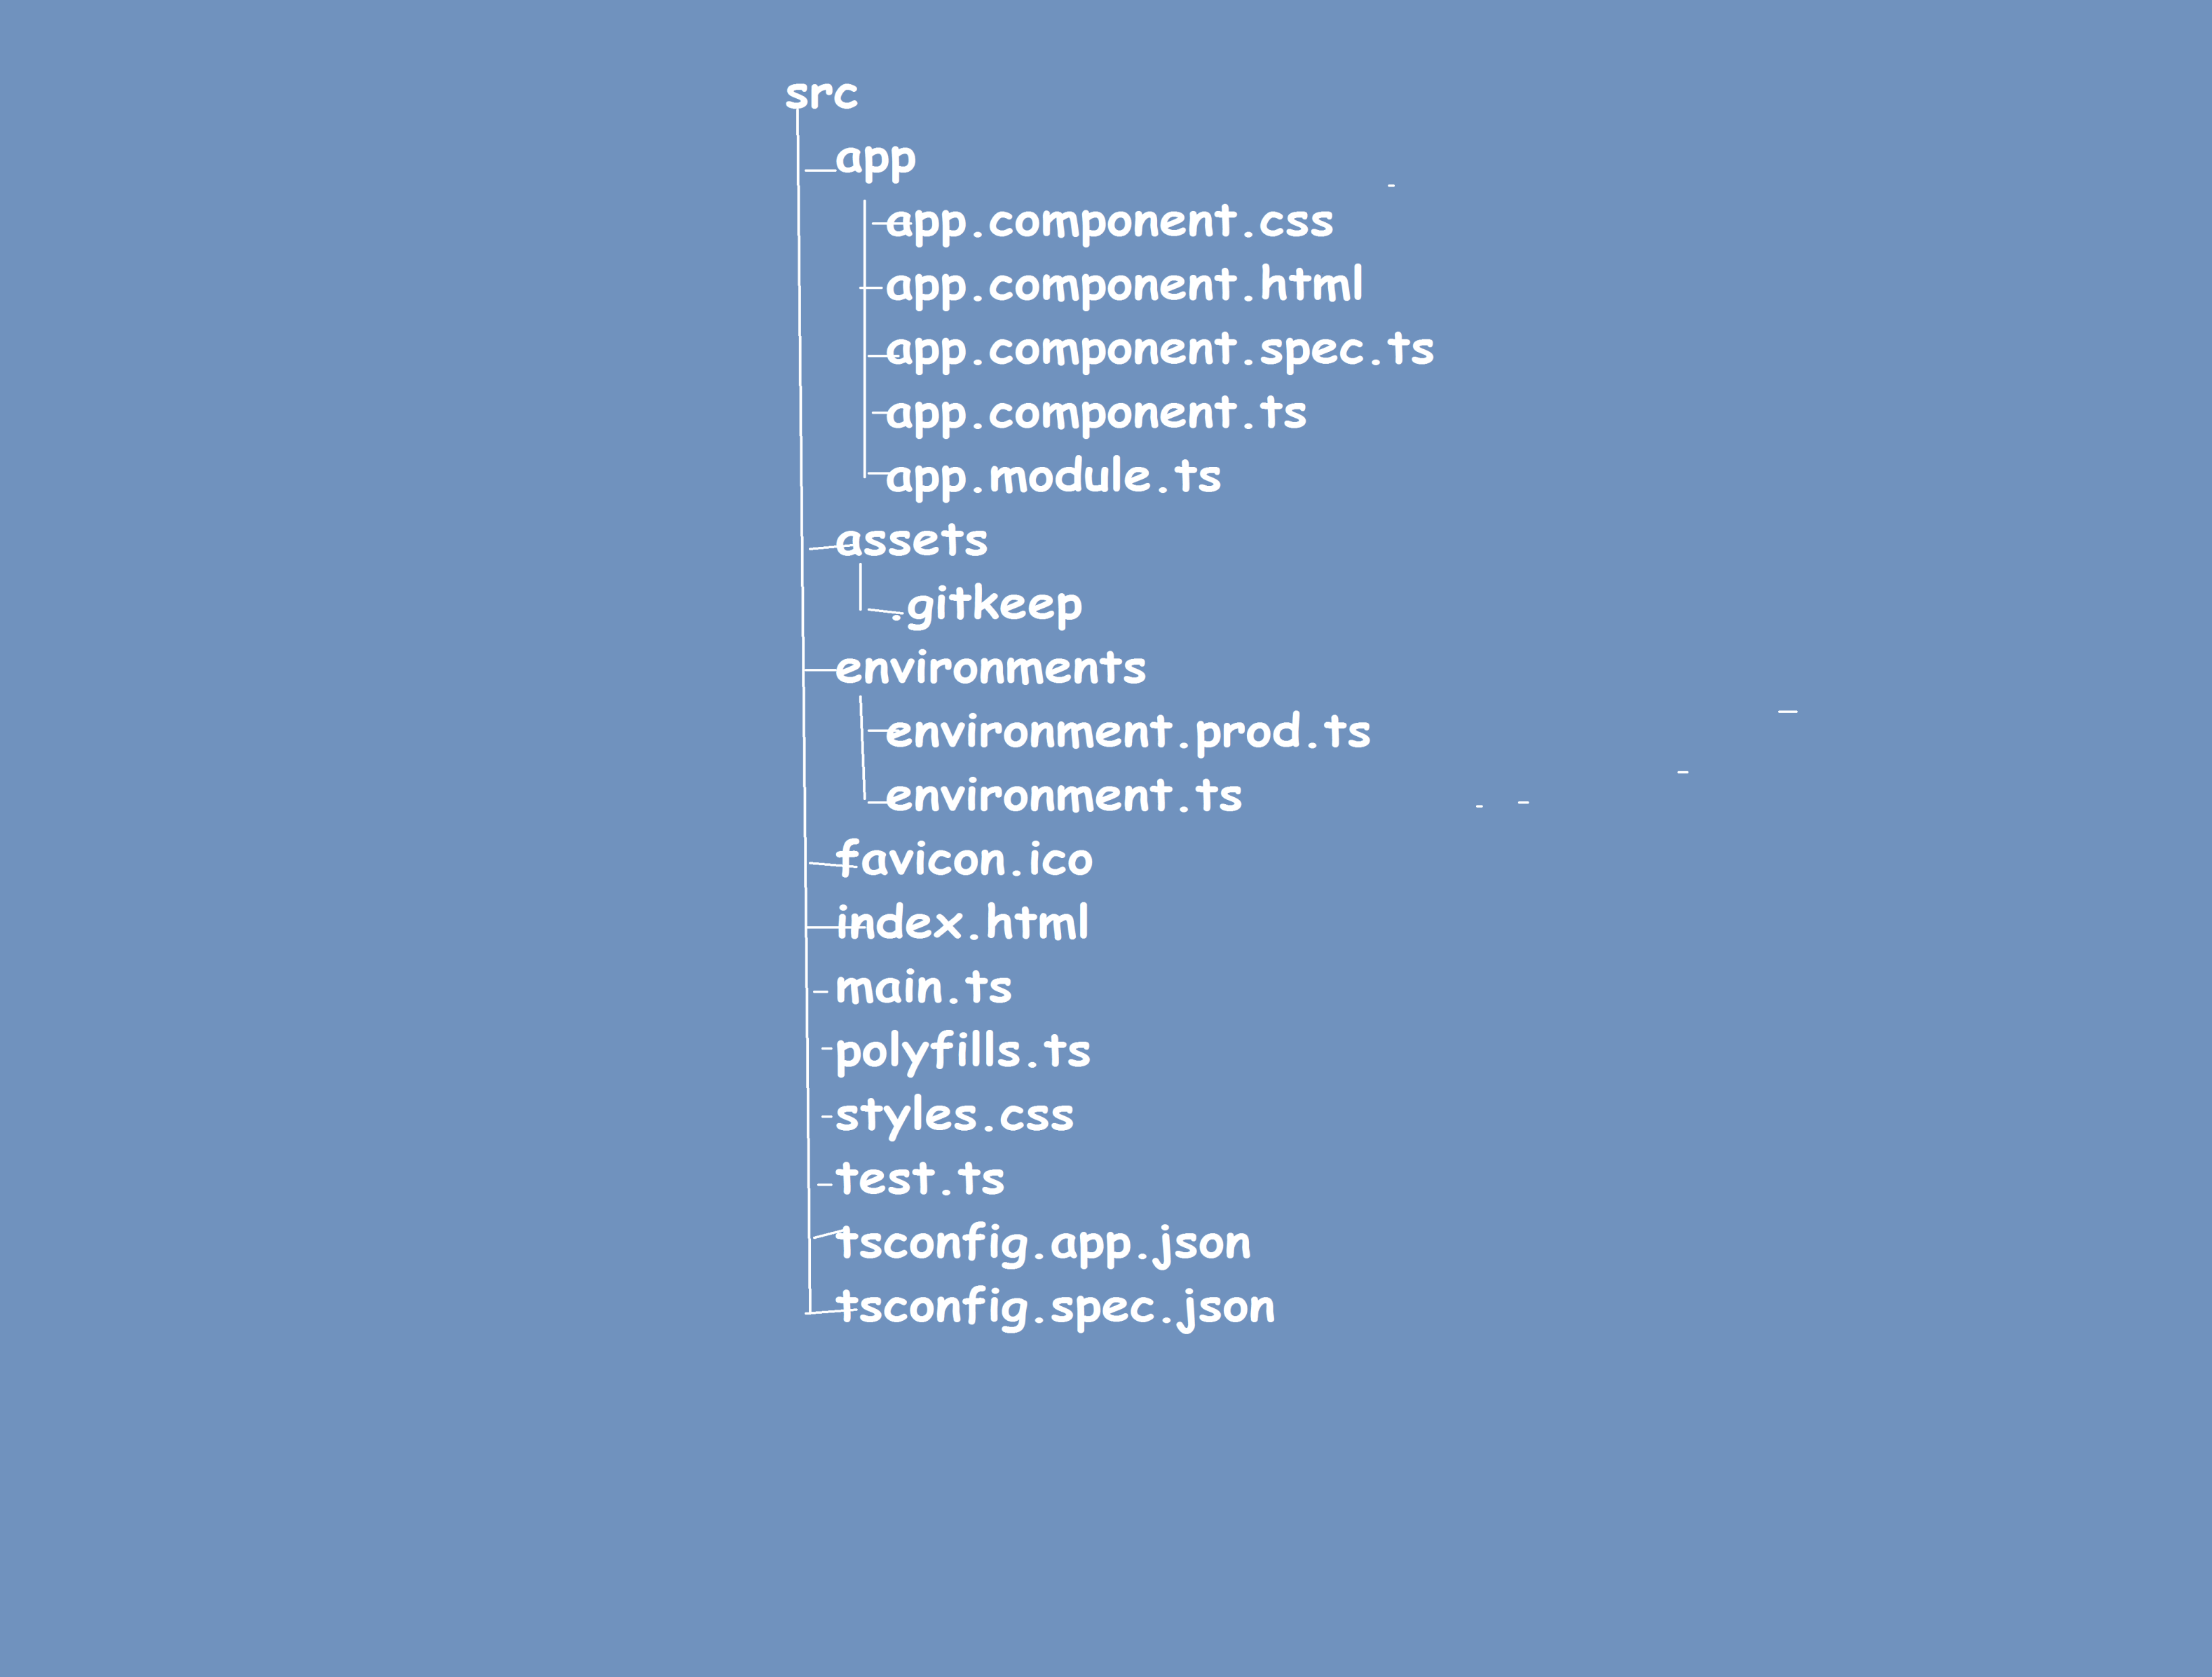 src
app
app.component.css
app.component.html
app.component.spec.ts
app.component.ts
app.module.ts
assets
.gitkeep
environments
environment.prod.ts
environment.ts
favicon.ico
index.html
main.ts
polyfills.ts
styles.css
test.ts
tsconfig.app.json
tsconfig.spec.json